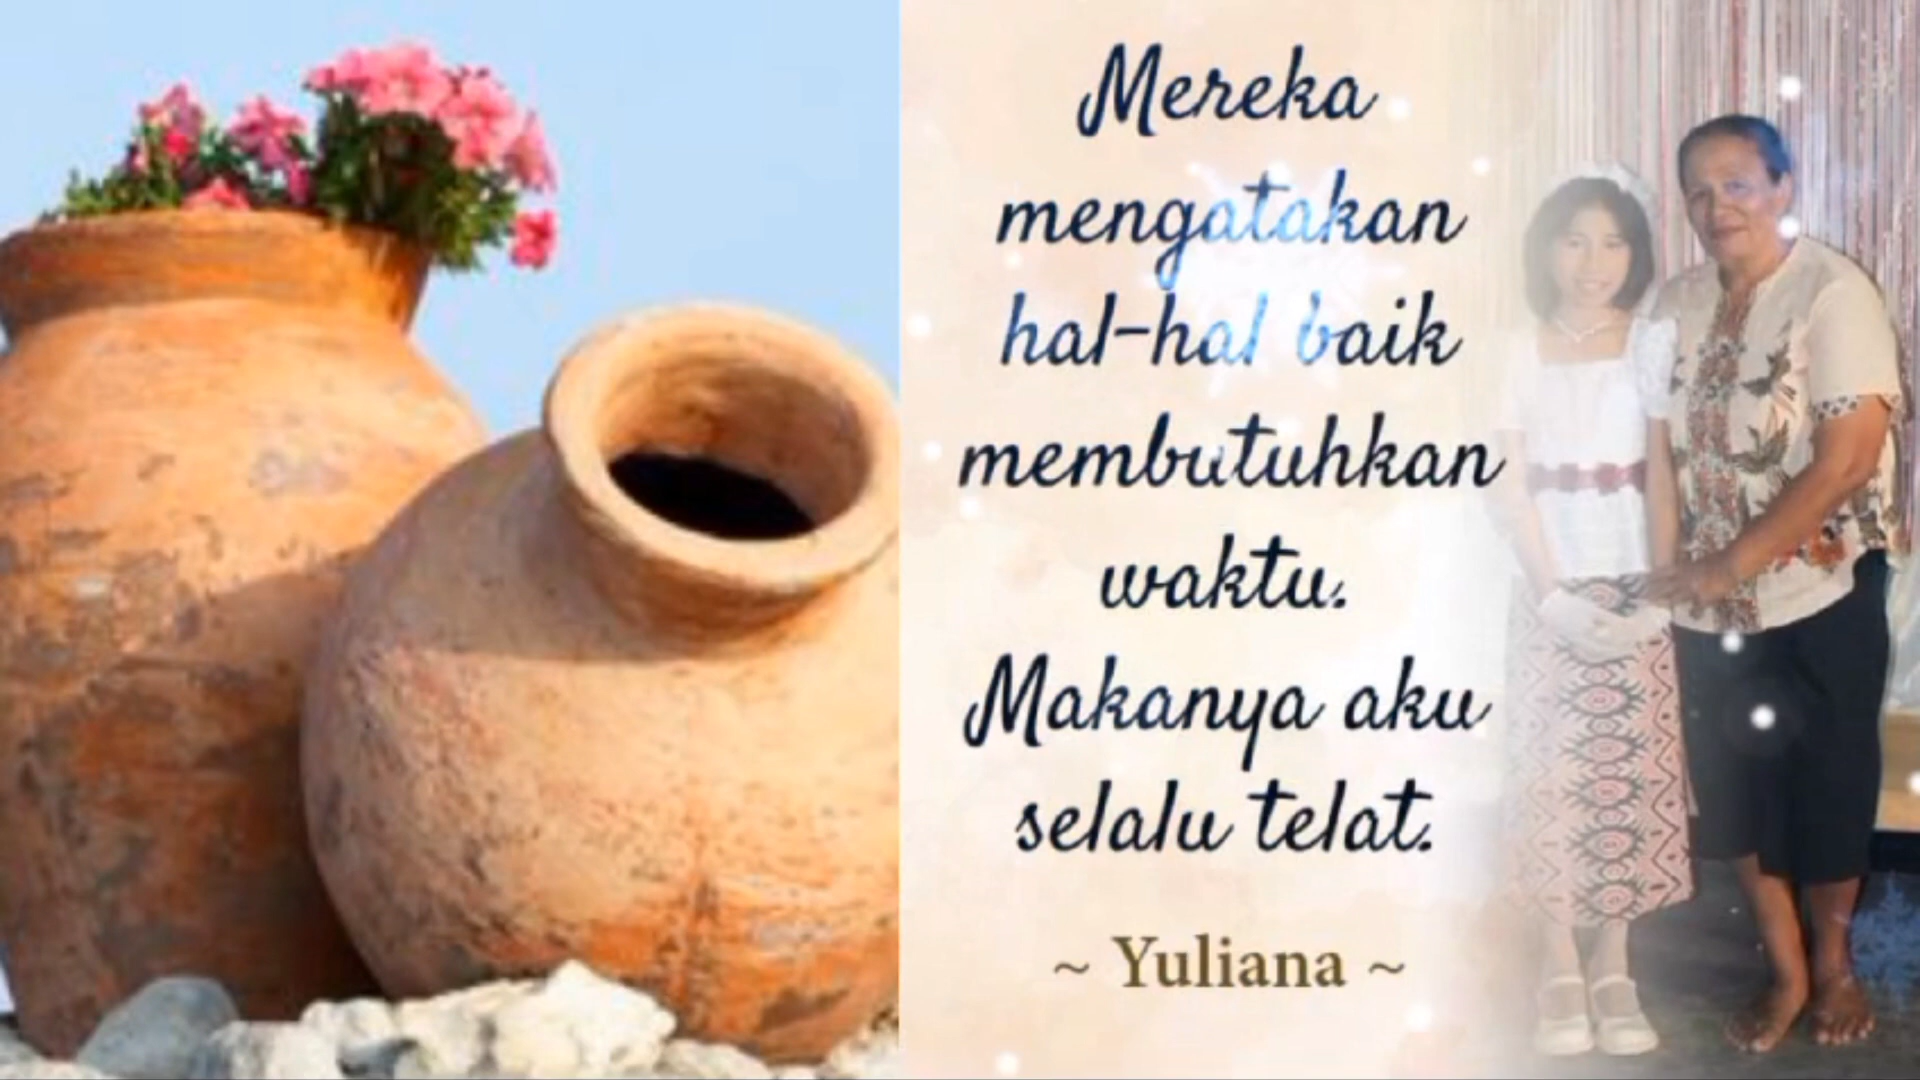 Mereka
mengatakan
hal-hal baik
membutuhkan
waktu.
Makanya aku
selalu telat.
~ Yuliana ~